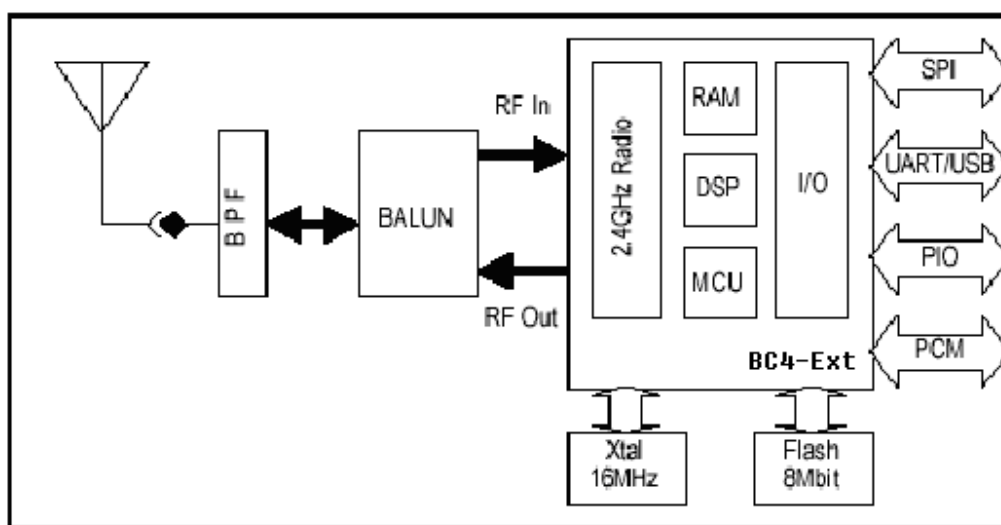 BPF
BALUN
RF In
RF Out
2.4GHz Radio
RAM
DSP
MCU
I/O
BC4-Ext
SPI
UART/USB
PIO
PCM
Xtal
16MHz
Flash
8Mbit